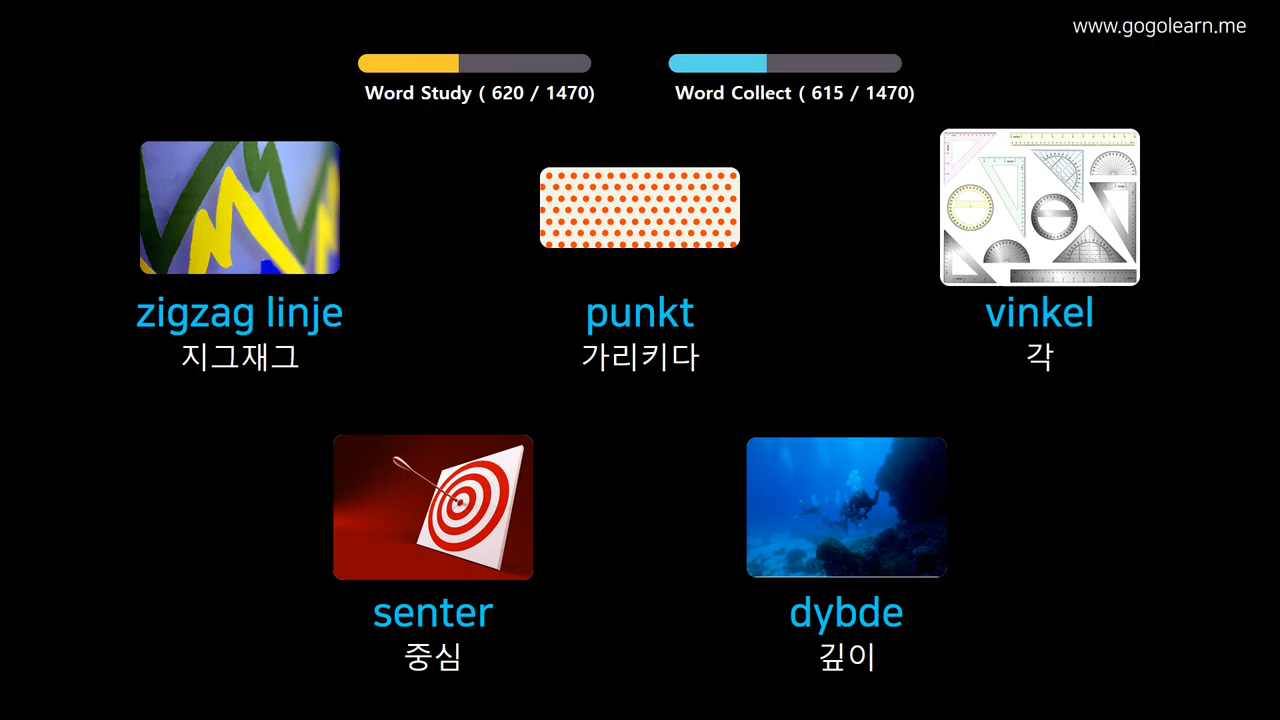 www.gogolearn.me
Word Study ( 620 / 1470)
Word Collect ( 615 / 1470)
zigzag linje
지그재그
punkt
가리키다
vinkel
각
senter
중심
dybde
깊이